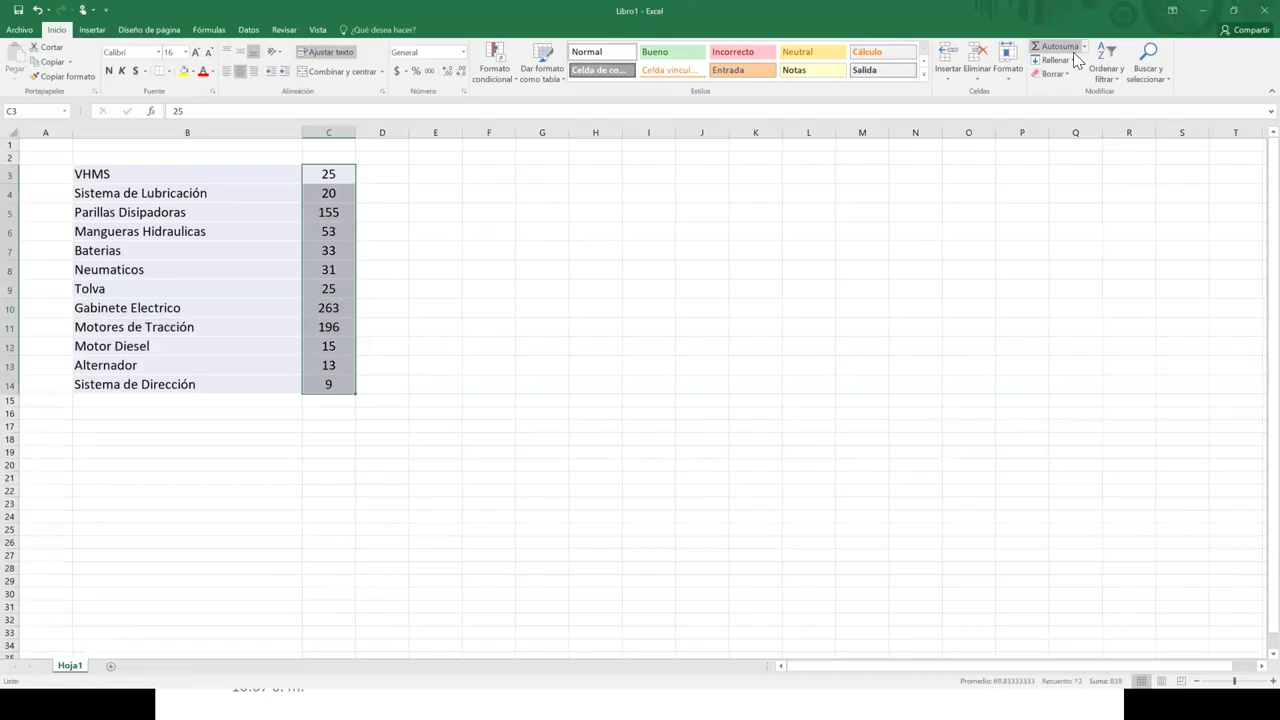 Libro1 - Excel
Archivo Inicio Insertar Diseño de página Fórmulas Datos Revisar Vista ¿Qué desea hacer? Compartir
Pegar
Cortar
Copiar
Copiar formato
Portapapeles
Calibri 16
N K S
Fuente
Ajustar texto
Combinar y centrar
Alineación
General
$ % 000
Número
Formato condicional
Dar formato como tabla
Normal Bueno Incorrecto Neutral Cálculo
Celda de co... Celda vincul... Entrada Notas Salida
Estilos
Insertar Eliminar Formato
Celdas
Autosuma
Rellenar
Borrar
Ordenar y filtrar
Buscar y seleccionar
Modificar
C3 fx 25
A B C D E F G H I J K L M N O P Q R S T
1
2
3 VHMS 25
4 Sistema de Lubricación 20
5 Parillas Disipadoras 155
6 Mangueras Hidraulicas 53
7 Baterias 33
8 Neumaticos 31
9 Tolva 25
10 Gabinete Electrico 263
11 Motores de Tracción 196
12 Motor Diesel 15
13 Alternador 13
14 Sistema de Dirección 9
15
16
17
18
19
20
21
22
23
24
25
26
27
28
29
30
31
32
33
34
Hoja1
Listo Promedio: 69,83333333 Recuento: 12 Suma: 838